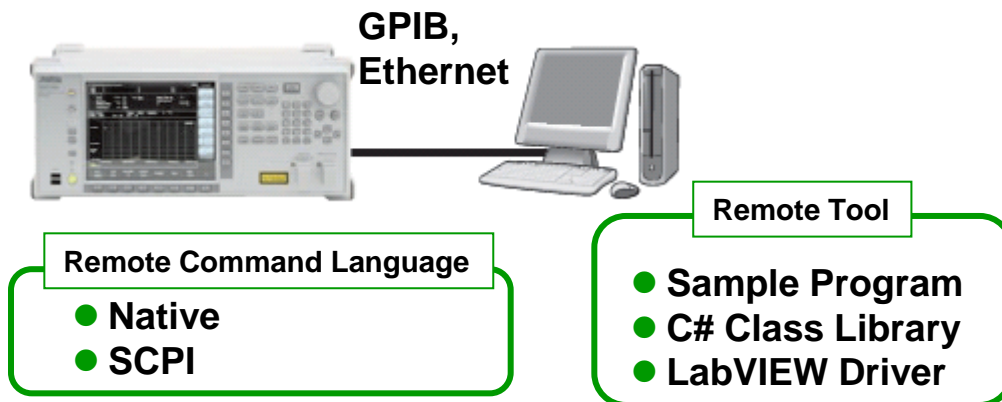 GPIB,
Ethernet
Remote Command Language
● Native
● SCPI
Remote Tool
● Sample Program
● C# Class Library
● LabVIEW Driver